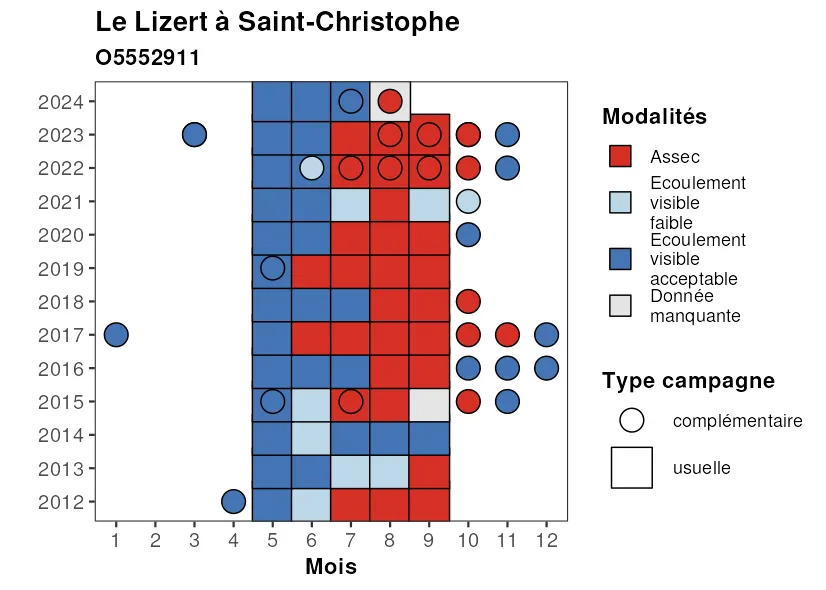 Le Lizert à Saint-Christophe
O5552911
2024
2023
2022
2021
2020
2019
2018
2017
2016
2015
2014
2013
2012
1 2 3 4 5 6 7 8 9 10 11 12
Mois
Modalités
Assec
Ecoulement
visible
faible
Ecoulement
visible
acceptable
Donnée
manquante
Type campagne
complémentaire
usuelle